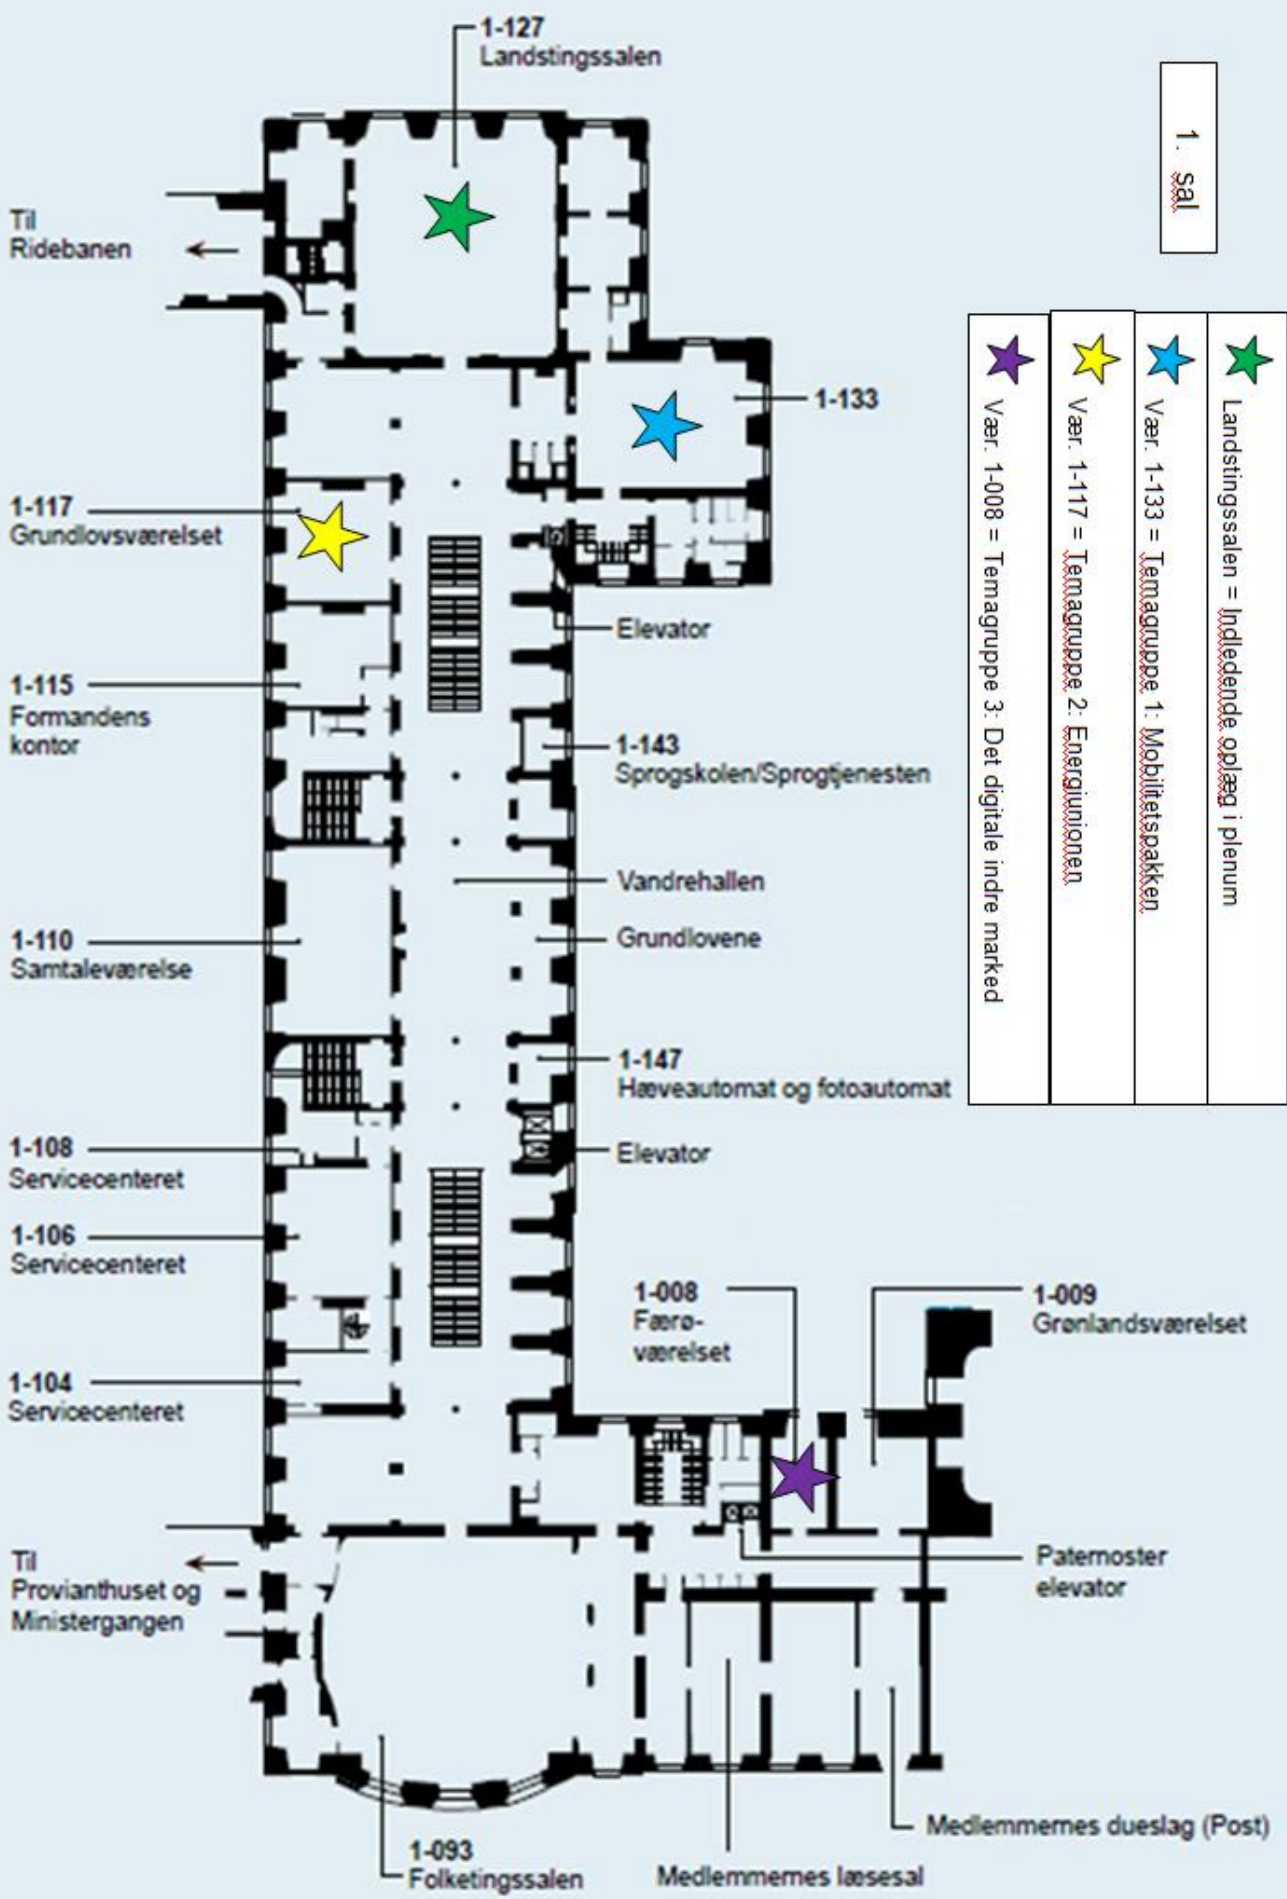 1-127
Landstingssalen
1. sal
Til
Ridebanen
Landstingssalen = Indledende oplæg i plenum
Vær. 1-133 = Temagruppe 1: Mobilitetspakken
Vær. 1-117 = Temagruppe 2: Energiunionen
Vær. 1-008 = Temagruppe 3: Det digitale indre marked
1-133
1-117
Grundlovsværelset
Elevator
1-115
Formandens
kontor
1-143
Sprogskolen/Sprogtjenesten
Vandrehallen
1-110
Samtaleværelse
Grundlovene
1-147
Hæveautomat og fotoautomat
1-108
Servicecenteret
Elevator
1-106
Servicecenteret
1-008
Færø-
værelset
1-009
Grønlandsværelset
1-104
Servicecenteret
Til
Provianthuset og
Ministergangen
Paternoster
elevator
Medlemmernes dueslag (Post)
1-093
Folketingssalen
Medlemmernes læsesal